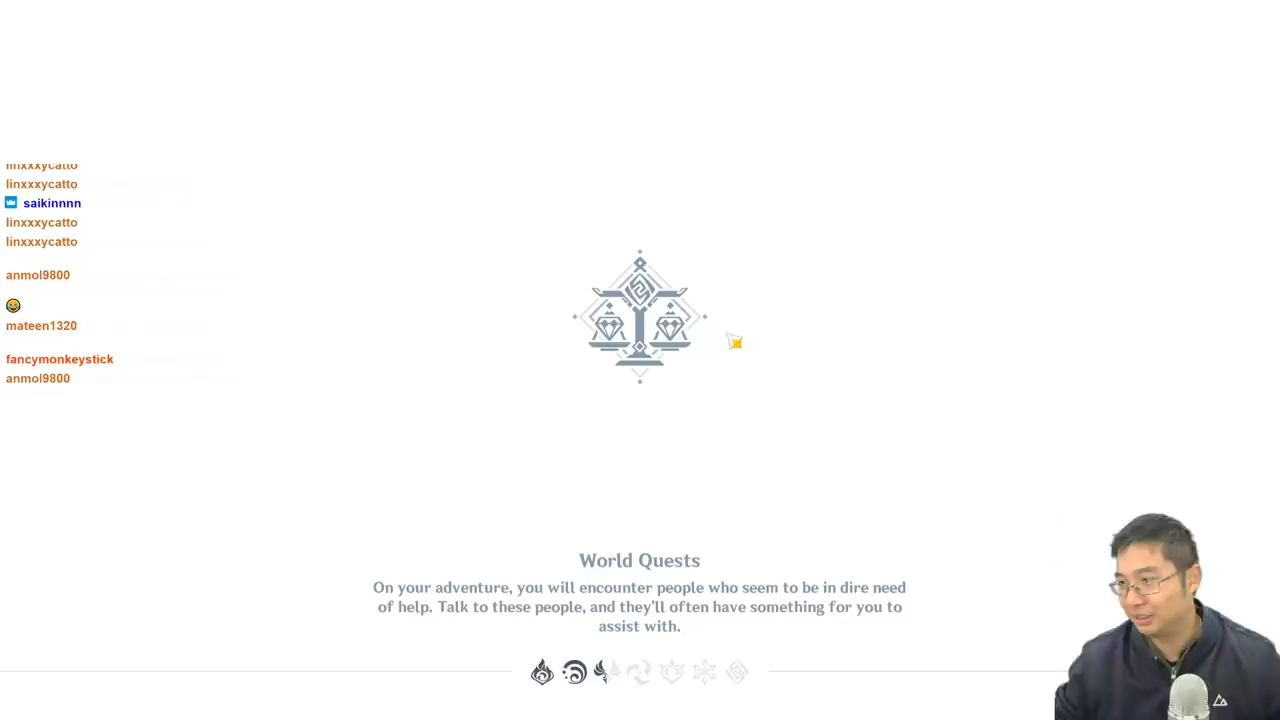 linxxxycatto
linxxxycatto
saikinnnn
linxxxycatto
linxxxycatto
anmol9800
mateen1320
fancymonkeystick
anmol9800
World Quests
On your adventure, you will encounter people who seem to be in dire need
of help. Talk to these people, and they'll often have something for you to
assist with.